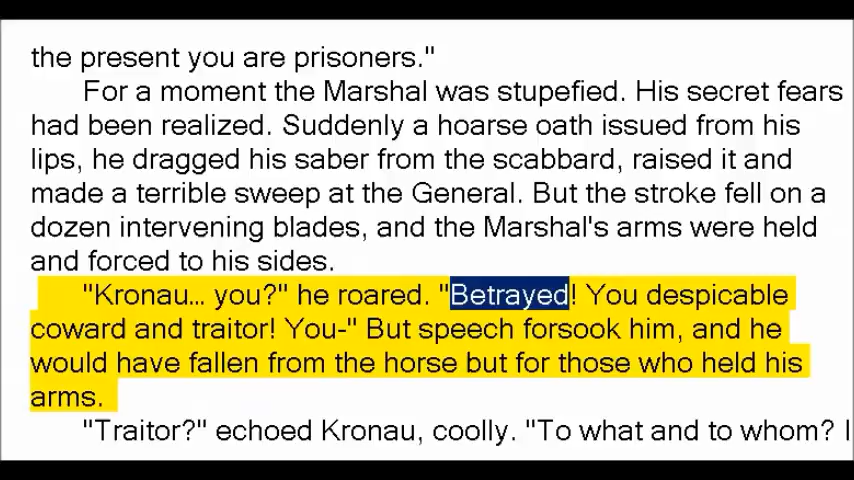 the present you are prisoners."
For a moment the Marshal was stupefied. His secret fears
had been realized. Suddenly a hoarse oath issued from his
lips, he dragged his saber from the scabbard, raised it and
made a terrible sweep at the General. But the stroke fell on a
dozen intervening blades, and the Marshal's arms were held
and forced to his sides.
"Kronau... you?" he roared. "Betrayed! You despicable
coward and traitor! You-" But speech forsook him, and he
would have fallen from the horse but for those who held his
arms.
"Traitor?" echoed Kronau, coolly. "To what and to whom? I